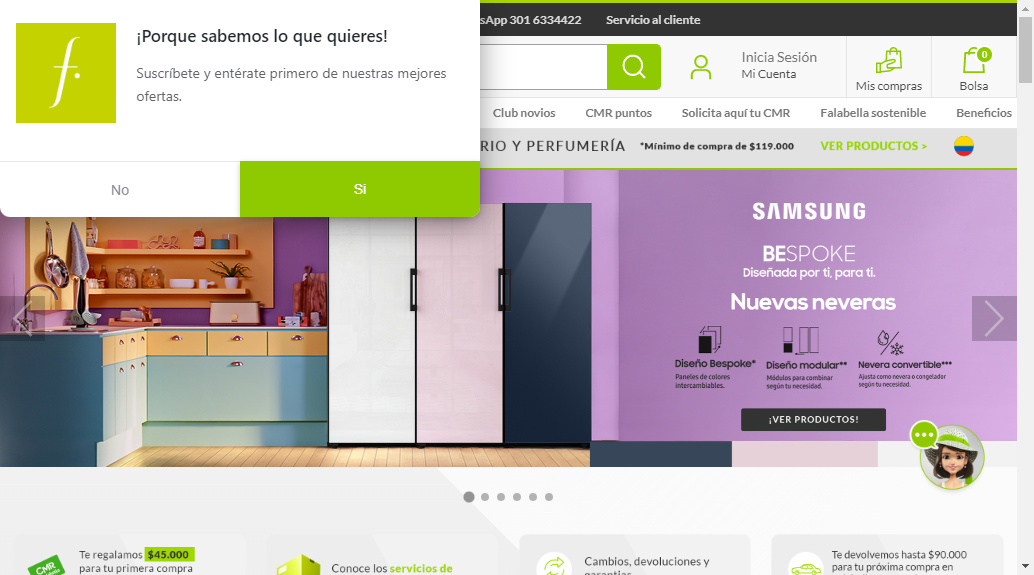 ¡Porque sabemos lo que quieres!
Suscríbete y entérate primero de nuestras mejores
ofertas.
No
Si
sApp 301 6334422
Servicio al cliente
Inicia Sesión
Mi Cuenta
Mis compras
0
Bolsa
Club novios
CMR puntos
Solicita aquí tu CMR
Falabella sostenible
Beneficios
RIO Y PERFUMERÍA
*Mínimo de compra de $119.000
VER PRODUCTOS >
SAMSUNG
BESPOKE
Diseñada por ti, para ti.
Nuevas neveras
Diseño Bespoke*
Paneles de colores
intercambiables.
Diseño modular**
Módulos para combinar
según tu necesidad.
Nevera convertible***
Ajusta como nevera o congelador
según tu necesidad.
¡VER PRODUCTOS!
CMR
Te regalamos $45.000
para tu primera compra
Conoce los servicios de
Cambios, devoluciones y
garantias
Te devolvemos hasta $90.000
para tu próxima compra en